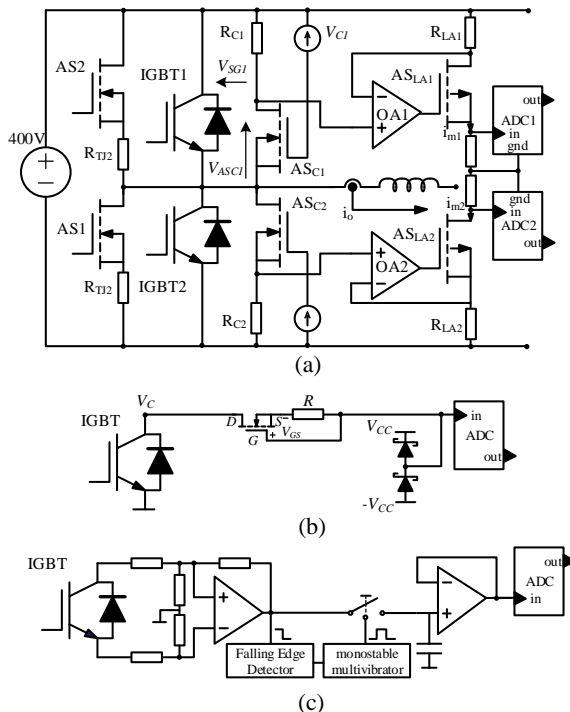 R_C1
V_C1
R_LA1
AS2
IGBT1
V_SG1
AS_LA1
OA1
out
ADC1
in
gnd
400V
R_TJ2
V_ASC1
AS_C1
i_m1
AS_C2
i_m2
gnd
in
ADC2
out
AS1
i_o
AS_LA2
OA2
R_TJ2
IGBT2
R_C2
R_LA2
(a)
V_C
IGBT
D
S
R
G
V_GS
V_CC
in
ADC
out
-V_CC
(b)
IGBT
out
ADC
in
Falling Edge
Detector
monostable
multivibrator
(c)